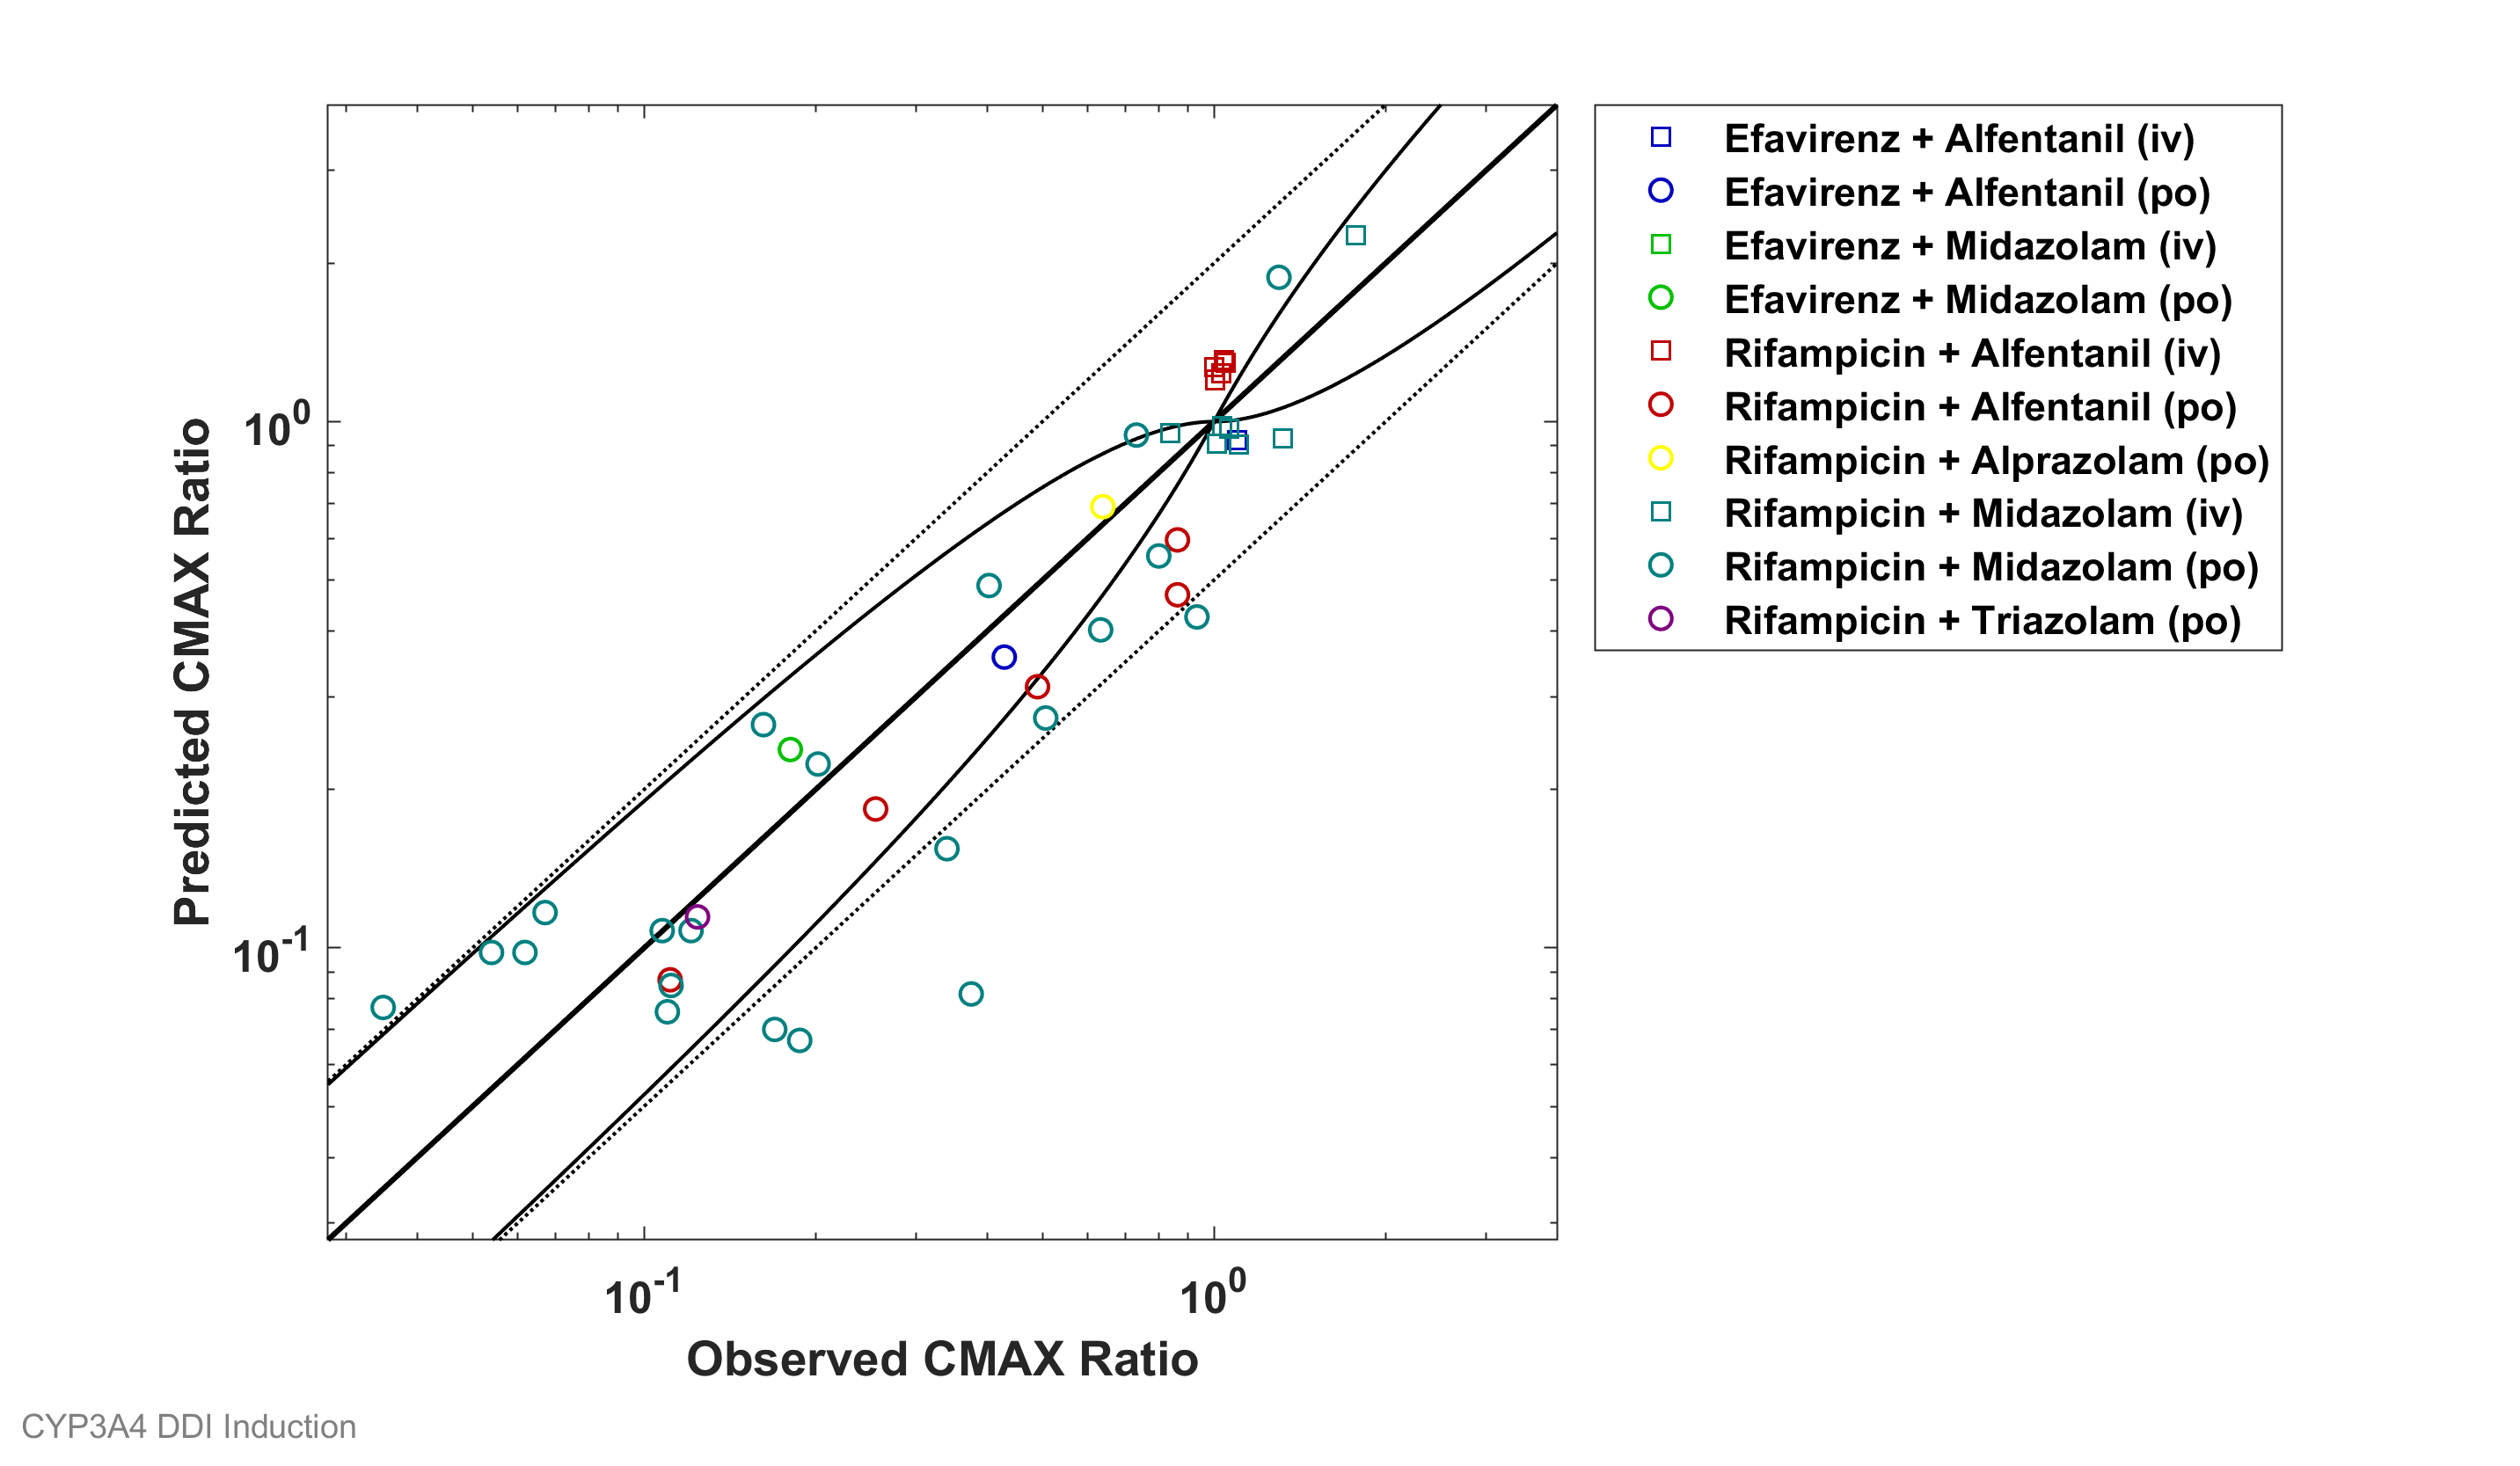 Efavirenz + Alfentanil (iv)
Efavirenz + Alfentanil (po)
Efavirenz + Midazolam (iv)
Efavirenz + Midazolam (po)
Rifampicin + Alfentanil (iv)
Rifampicin + Alfentanil (po)
Rifampicin + Alprazolam (po)
Rifampicin + Midazolam (iv)
Rifampicin + Midazolam (po)
Rifampicin + Triazolam (po)
Predicted CMAX Ratio
10^0
10^-1
10^-1
10^0
Observed CMAX Ratio
CYP3A4 DDI Induction